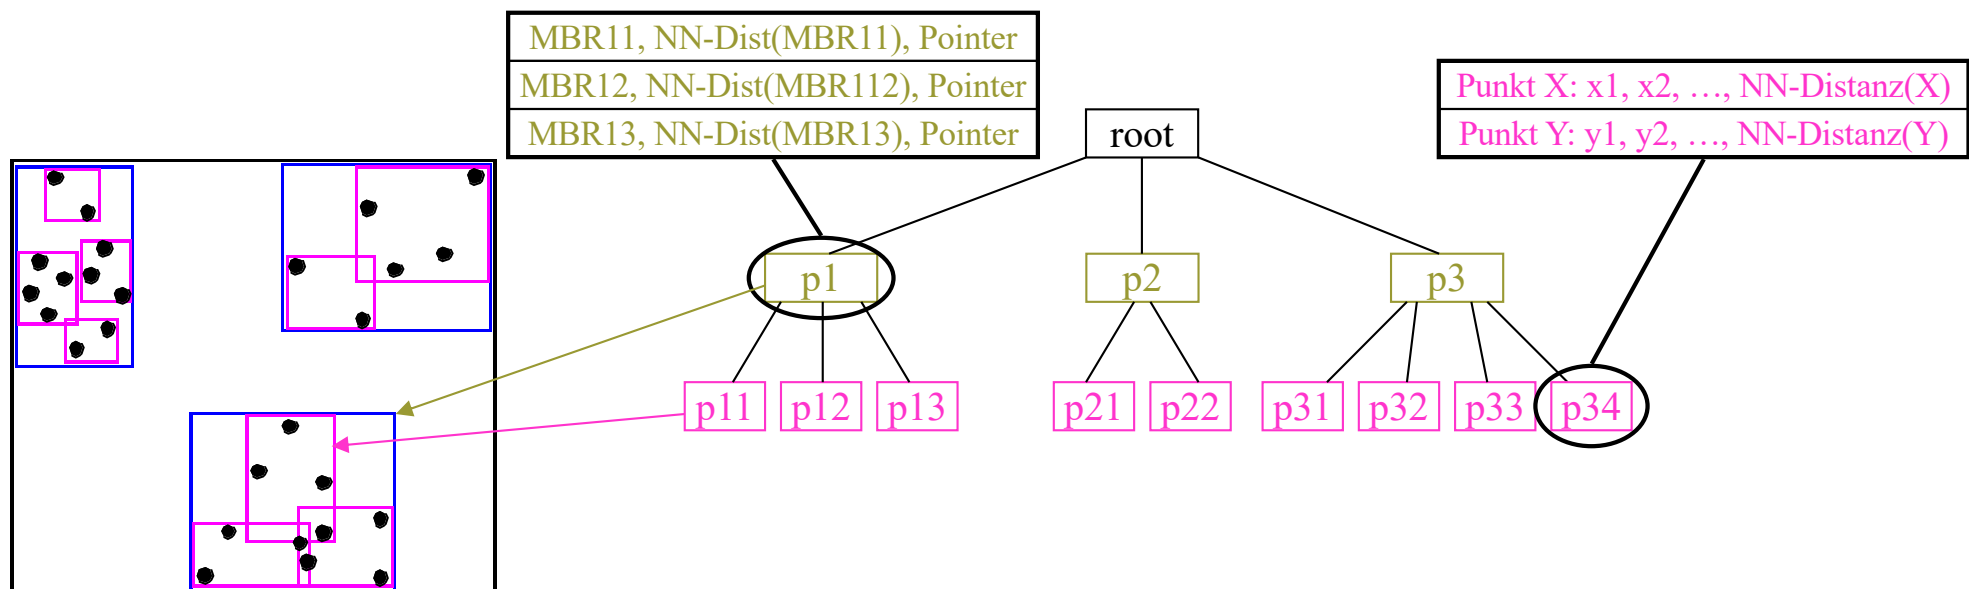 MBR11, NN-Dist(MBR11), Pointer
MBR12, NN-Dist(MBR112), Pointer
MBR13, NN-Dist(MBR13), Pointer
Punkt X: x1, x2, …, NN-Distanz(X)
Punkt Y: y1, y2, …, NN-Distanz(Y)
root
p1 p2 p3
p11 p12 p13 p21 p22 p31 p32 p33 p34